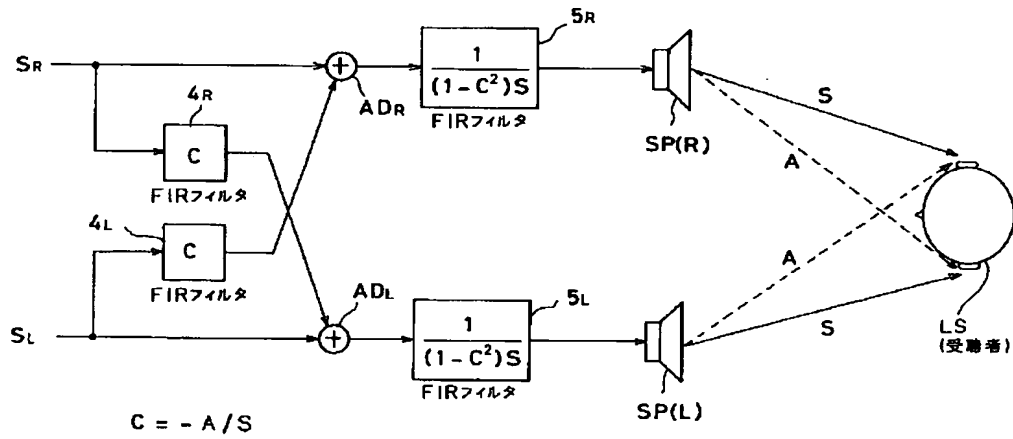 SR
4R
C
FIRフィルタ
4L
C
FIRフィルタ
SL
ADR
5R
1
(1-C²)S
FIRフィルタ
ADL
5L
1
(1-C²)S
FIRフィルタ
SP(R)
SP(L)
S
A
A
S
LS
(受聴者)
C = - A / S